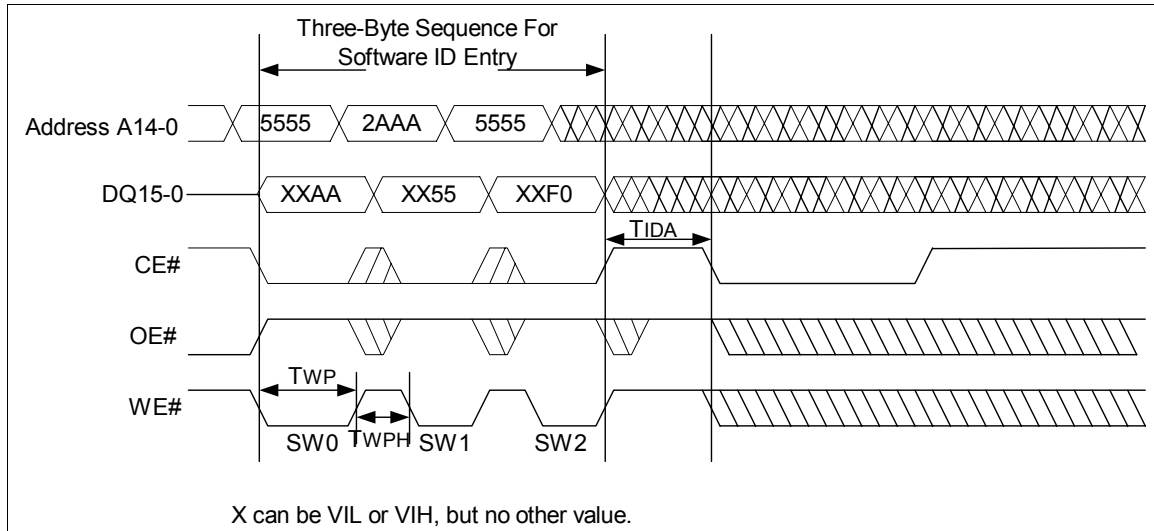 Three-Byte Sequence For
Software ID Entry
Address A14-0
5555
2AAA
5555
DQ15-0
XXAA
XX55
XXF0
TIDA
CE#
OE#
TWP
WE#
SW0
TWPH
SW1
SW2
X can be VIL or VIH, but no other value.